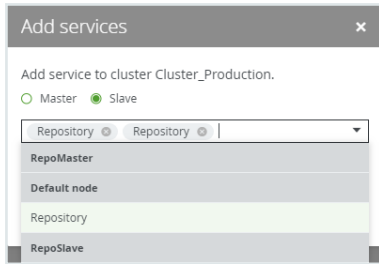 Add services ×
Add service to cluster Cluster_Production.
Master Slave
Repository Repository
RepoMaster
Default node
Repository
RepoSlave